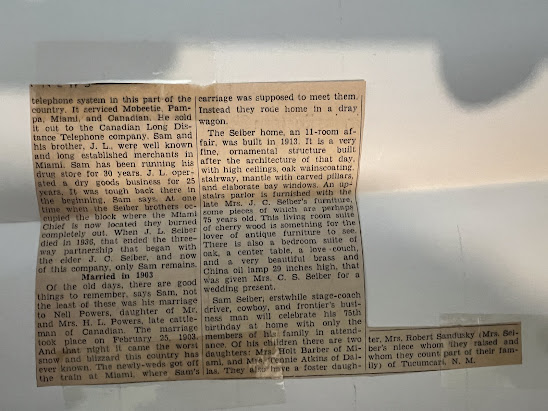 telephone system in this part of the
country. It serviced Mobeetie, Pam-
pa, Miami, and Canadian. He sold
it out to the Canadian Long Dis-
tance Telephone company. Sam and
his brother, J. L., were well known
and long established merchants in
Miami. Sam has been running his
drug store for 30 years. J. L. oper-
ated a dry goods business for 25
years. It was tough back there in
the beginning, Sam says. At one
time when the Seiber brothers oc-
cupied the block where the Miami
Chief is now located they burned
completely out. When J. L. Seiber
died in 1936, that ended the three-
way partnership that began with
the elder J. C. Seiber, and now
of this company, only Sam remains.
Married in 1903
Of the old days, there are good
things to remember, says Sam, not
the least of these was his marriage
to Nell Powers, daughter of Mr.
and Mrs. H. L. Powers, late cattle-
man of Canadian. The marriage
took place on February 25, 1903.
And that night it came the worst
snow and blizzard this country has
ever known. The newly-weds got off
the train at Miami, where Sam's
carriage was supposed to meet them.
Instead they rode home in a dray
wagon.
The Seiber home, an 11-room af-
fair, was built in 1913. It is a very
fine, ornamental structure built
after the architecture of that day,
with high ceilings, oak wainscoating,
stairway, mantle with carved pillars,
and elaborate bay windows. An up-
stairs parlor is furnished with the
late Mrs. J. C. Seiber's furniture,
some pieces of which are perhaps
75 years old. This living room suite
of cherry wood is something for the
lover of antique furniture to see.
There is also a bedroom suite of
oak, a center table, a love-couch,
and a very beautiful brass and
China oil lamp 29 inches high, that
was given Mrs. C. S. Seiber for a
wedding present.
Sam Seiber, erstwhile stage-coach
driver, cowboy, and frontier's busi-
ness man will celebrate his 75th
birthday at home with only the
members of his family in attend-
ance. Of his children there are two
daughters: Mrs. Holt Barber of Mi-
ami, and Mrs. Tennie Atkins of Dal-
las. They also have a foster daugh-
ter, Mrs. Robert Sandusky (Mrs. Sei-
ber's niece whom they raised and
whom they count part of their fam-
ily) of Tucumcari, N. M.